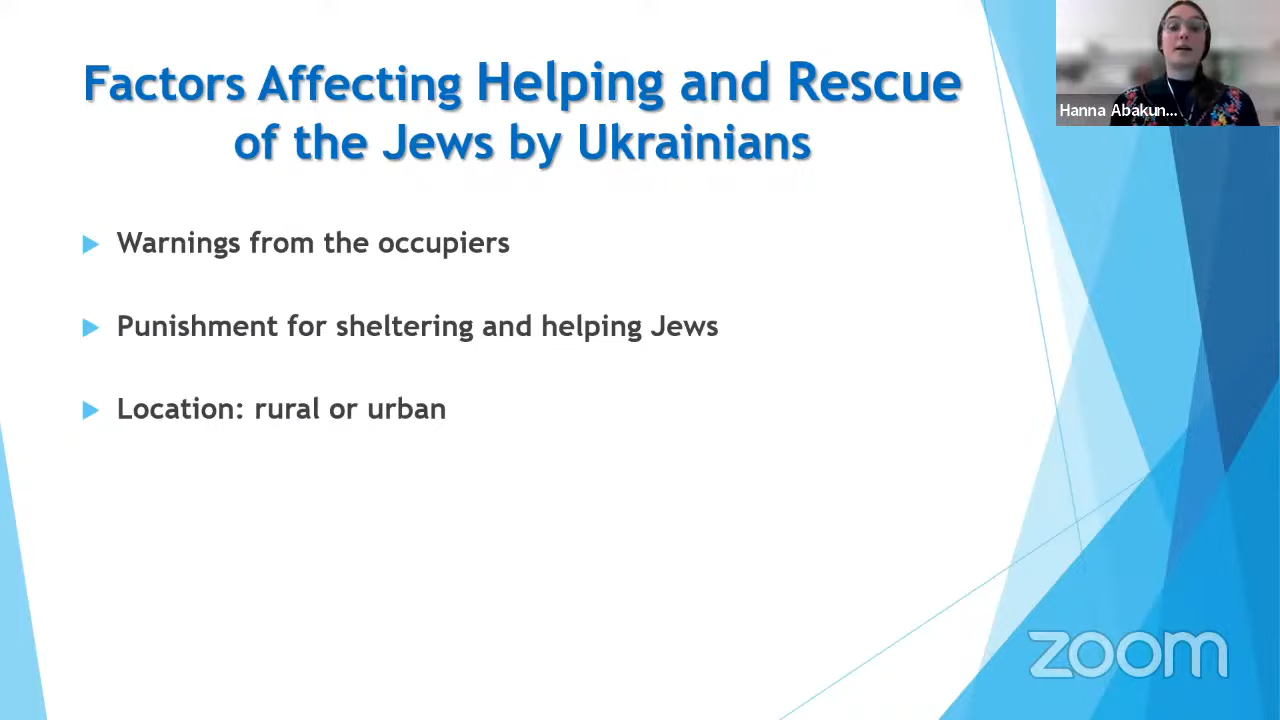 Factors Affecting Helping and Rescue
of the Jews by Ukrainians
Hanna Abakun...
Warnings from the occupiers
Punishment for sheltering and helping Jews
Location: rural or urban
zoom